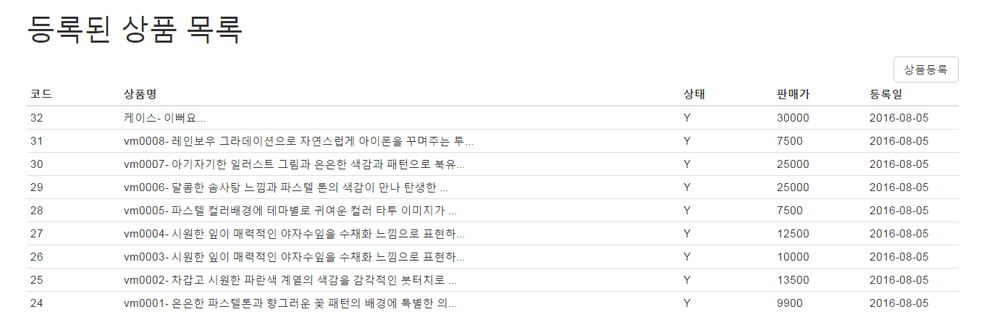 등록된 상품 목록
상품등록
코드 상품명 상태 판매가 등록일
32 케이스- 이뻐요... Y 30000 2016-08-05
31 vm0008- 레인보우 그라데이션으로 자연스럽게 아이폰을 꾸며주는 투... Y 7500 2016-08-05
30 vm0007- 아기자기한 일러스트 그림과 은은한 색감과 패턴으로 북유... Y 25000 2016-08-05
29 vm0006- 달콤한 솜사탕 느낌과 파스텔 톤의 색감이 만나 탄생한 ... Y 25000 2016-08-05
28 vm0005- 파스텔 컬러배경에 테마별로 귀여운 컬러 타투 이미지가 ... Y 7500 2016-08-05
27 vm0004- 시원한 잎이 매력적인 야자수잎을 수채화 느낌으로 표현하... Y 12500 2016-08-05
26 vm0003- 시원한 잎이 매력적인 야자수잎을 수채화 느낌으로 표현하... Y 10000 2016-08-05
25 vm0002- 차갑고 시원한 파란색 계열의 색감을 감각적인 붓터치로 ... Y 13500 2016-08-05
24 vm0001- 은은한 파스텔톤과 향그러운 꽃 패턴의 배경에 특별한 의... Y 9900 2016-08-05